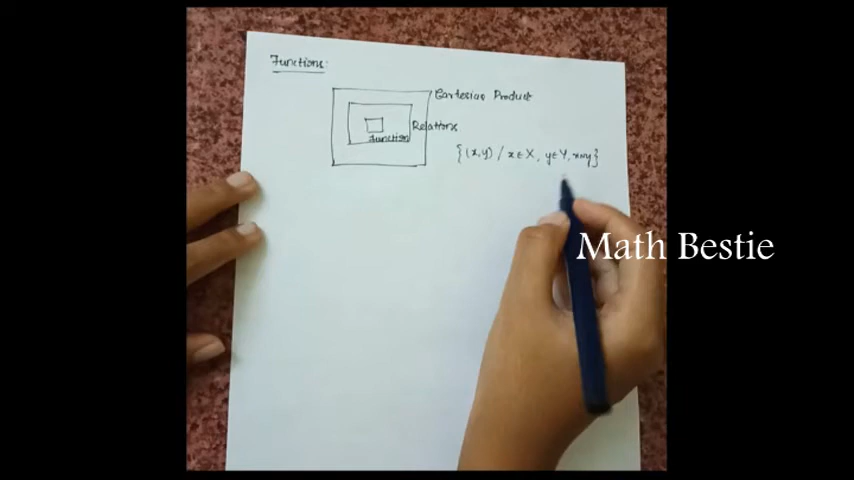 Functions:
Cartesian Product
Relations
Function
{(x,y) / x ∈ X, y ∈ Y, xRy}
Math Bestie